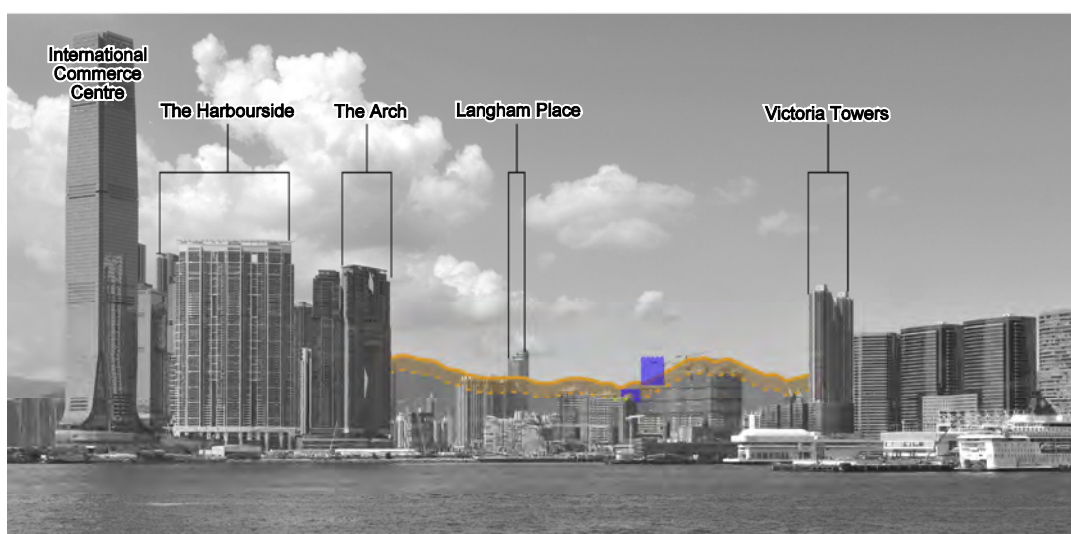 International
Commerce
Centre
The Harbourside
The Arch
Langham Place
Victoria Towers